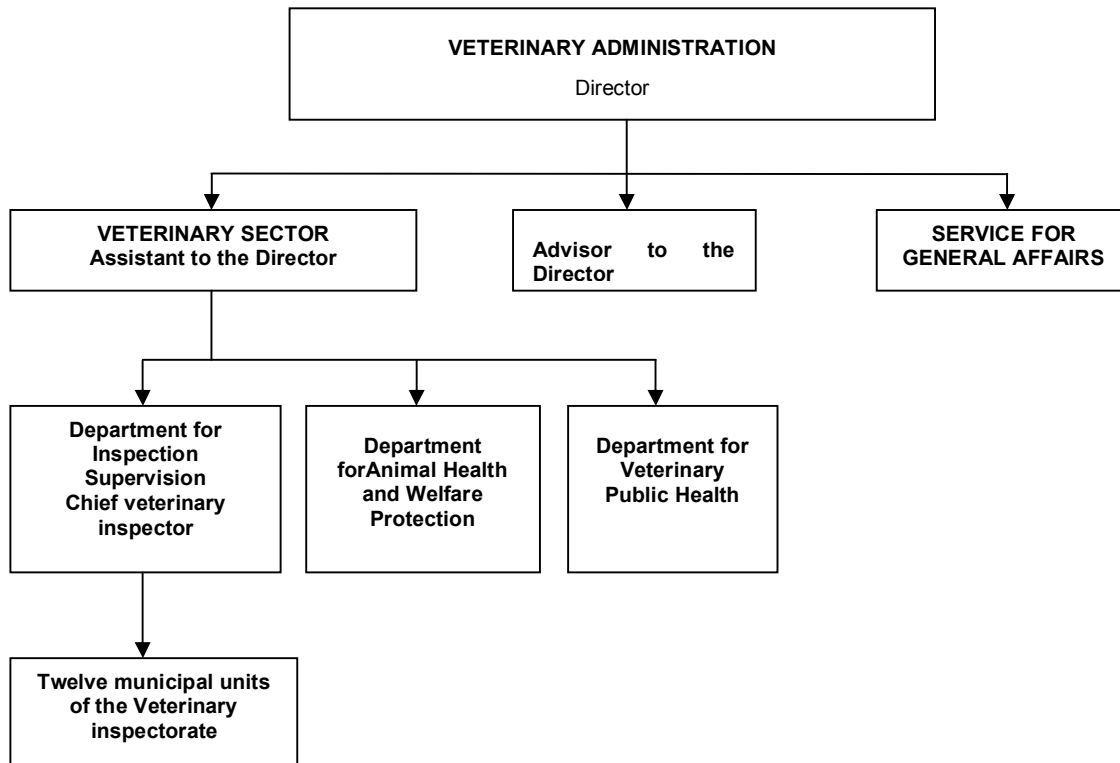 VETERINARY ADMINISTRATION
Director
VETERINARY SECTOR
Assistant to the Director
Advisor to the
Director
SERVICE FOR
GENERAL AFFAIRS
Department for
Inspection
Supervision
Chief veterinary
inspector
Department
forAnimal Health
and Welfare
Protection
Department for
Veterinary
Public Health
Twelve municipal units
of the Veterinary
inspectorate